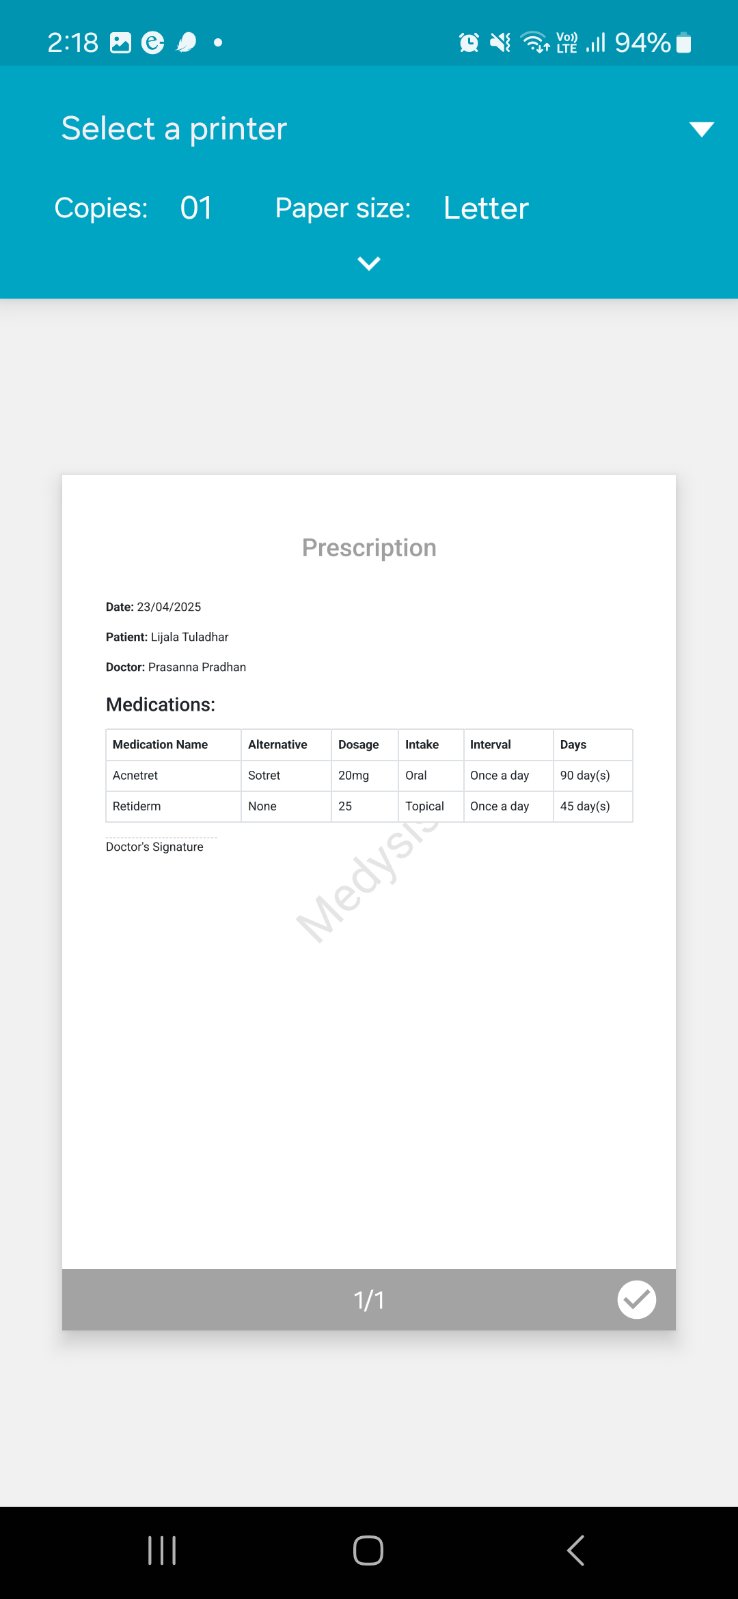 2:18 Vo)) LTE 94%
Select a printer
Copies: 01 Paper size: Letter
Prescription
Date: 23/04/2025
Patient: Lijala Tuladhar
Doctor: Prasanna Pradhan
Medications:
Medication Name Alternative Dosage Intake Interval Days
Acnetret Sotret 20mg Oral Once a day 90 day(s)
Retiderm None 25 Topical Once a day 45 day(s)
Doctor's Signature
Medysis
1/1